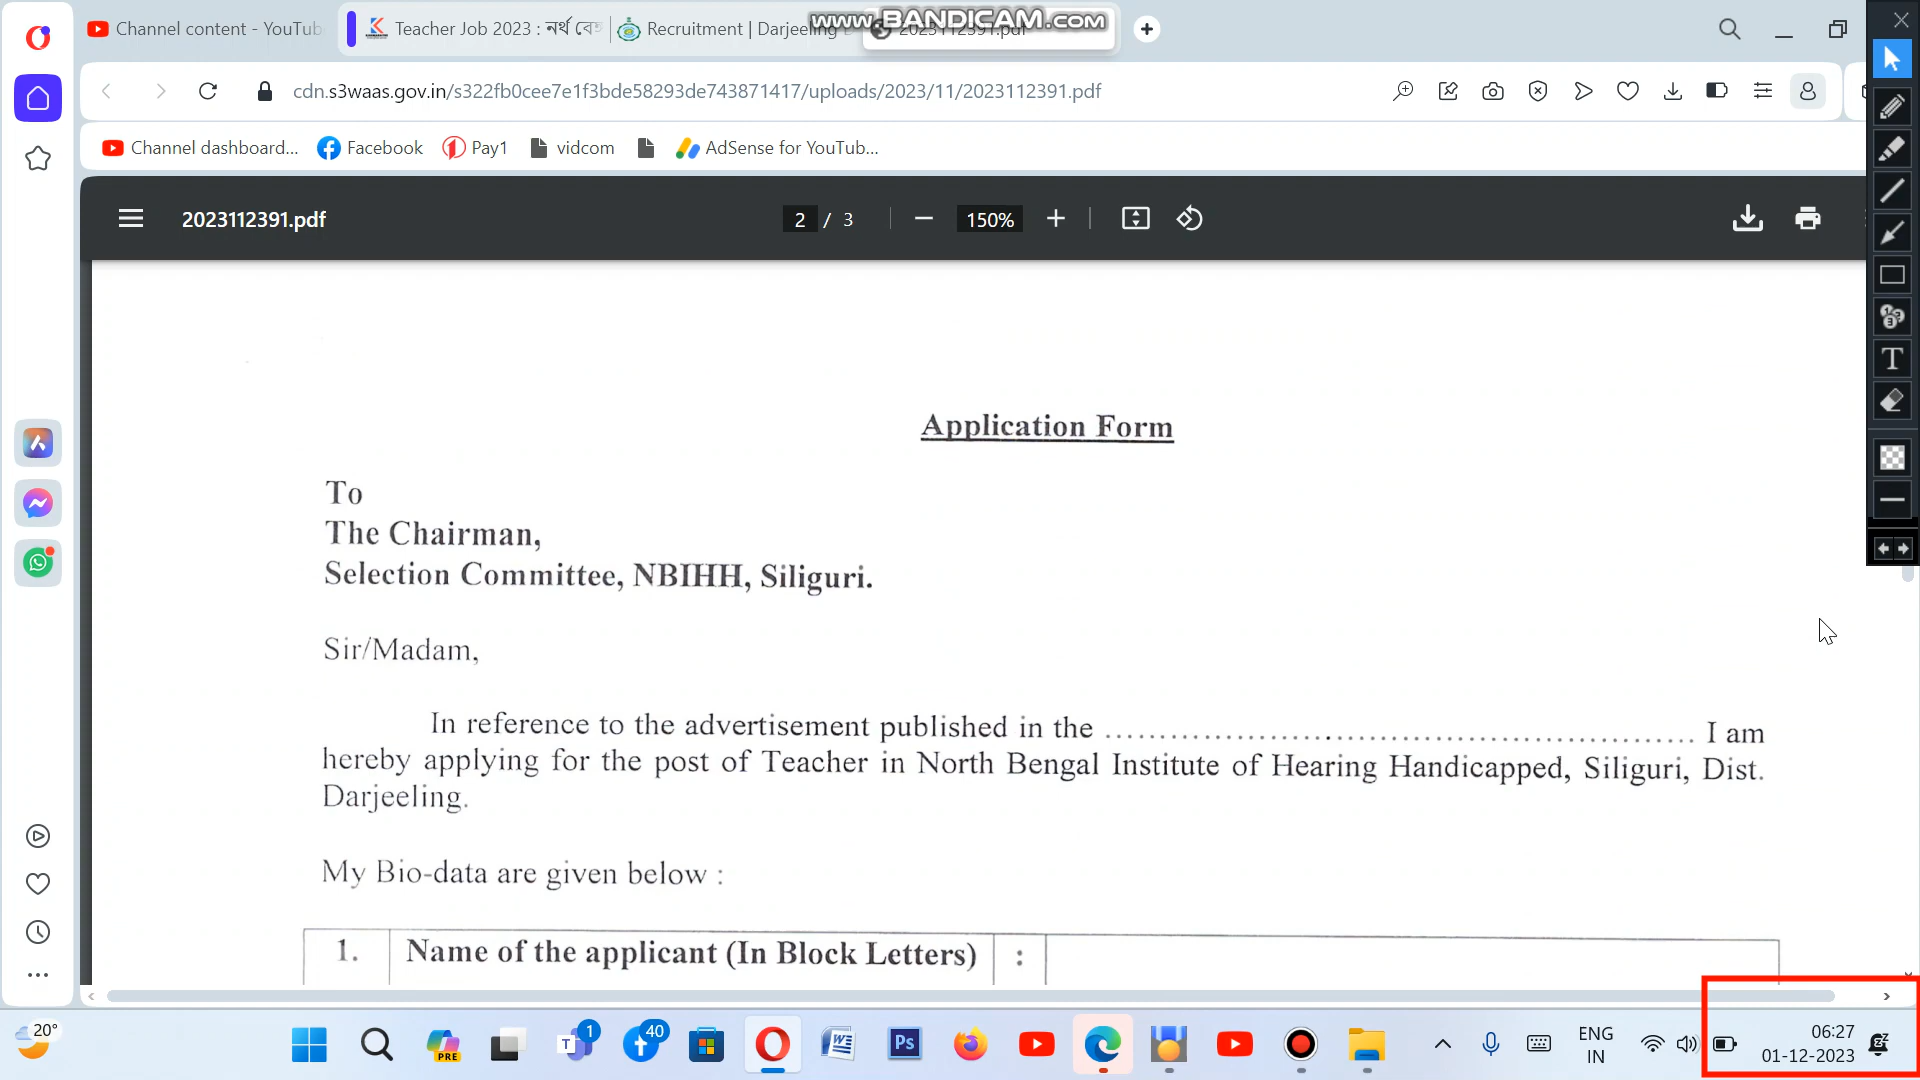 Channel content - YouTub
Teacher Job 2023 : নর্থ বে
Recruitment | Darjeeling
2023112391.pdf
www.BANDICAM.com
cdn.s3waas.gov.in/s322fb0cee7e1f3bde58293de743871417/uploads/2023/11/2023112391.pdf
Channel dashboard...
Facebook
Pay1
vidcom
AdSense for YouTub...
2023112391.pdf
2 / 3
150%
Application Form
To
The Chairman,
Selection Committee, NBIHH, Siliguri.
Sir/Madam,
In reference to the advertisement published in the ........................................................... I am
hereby applying for the post of Teacher in North Bengal Institute of Hearing Handicapped, Siliguri, Dist.
Darjeeling.
My Bio-data are given below :
1. Name of the applicant (In Block Letters) :
20°
PRE
1
40
Ps
ENG
IN
06:27
01-12-2023